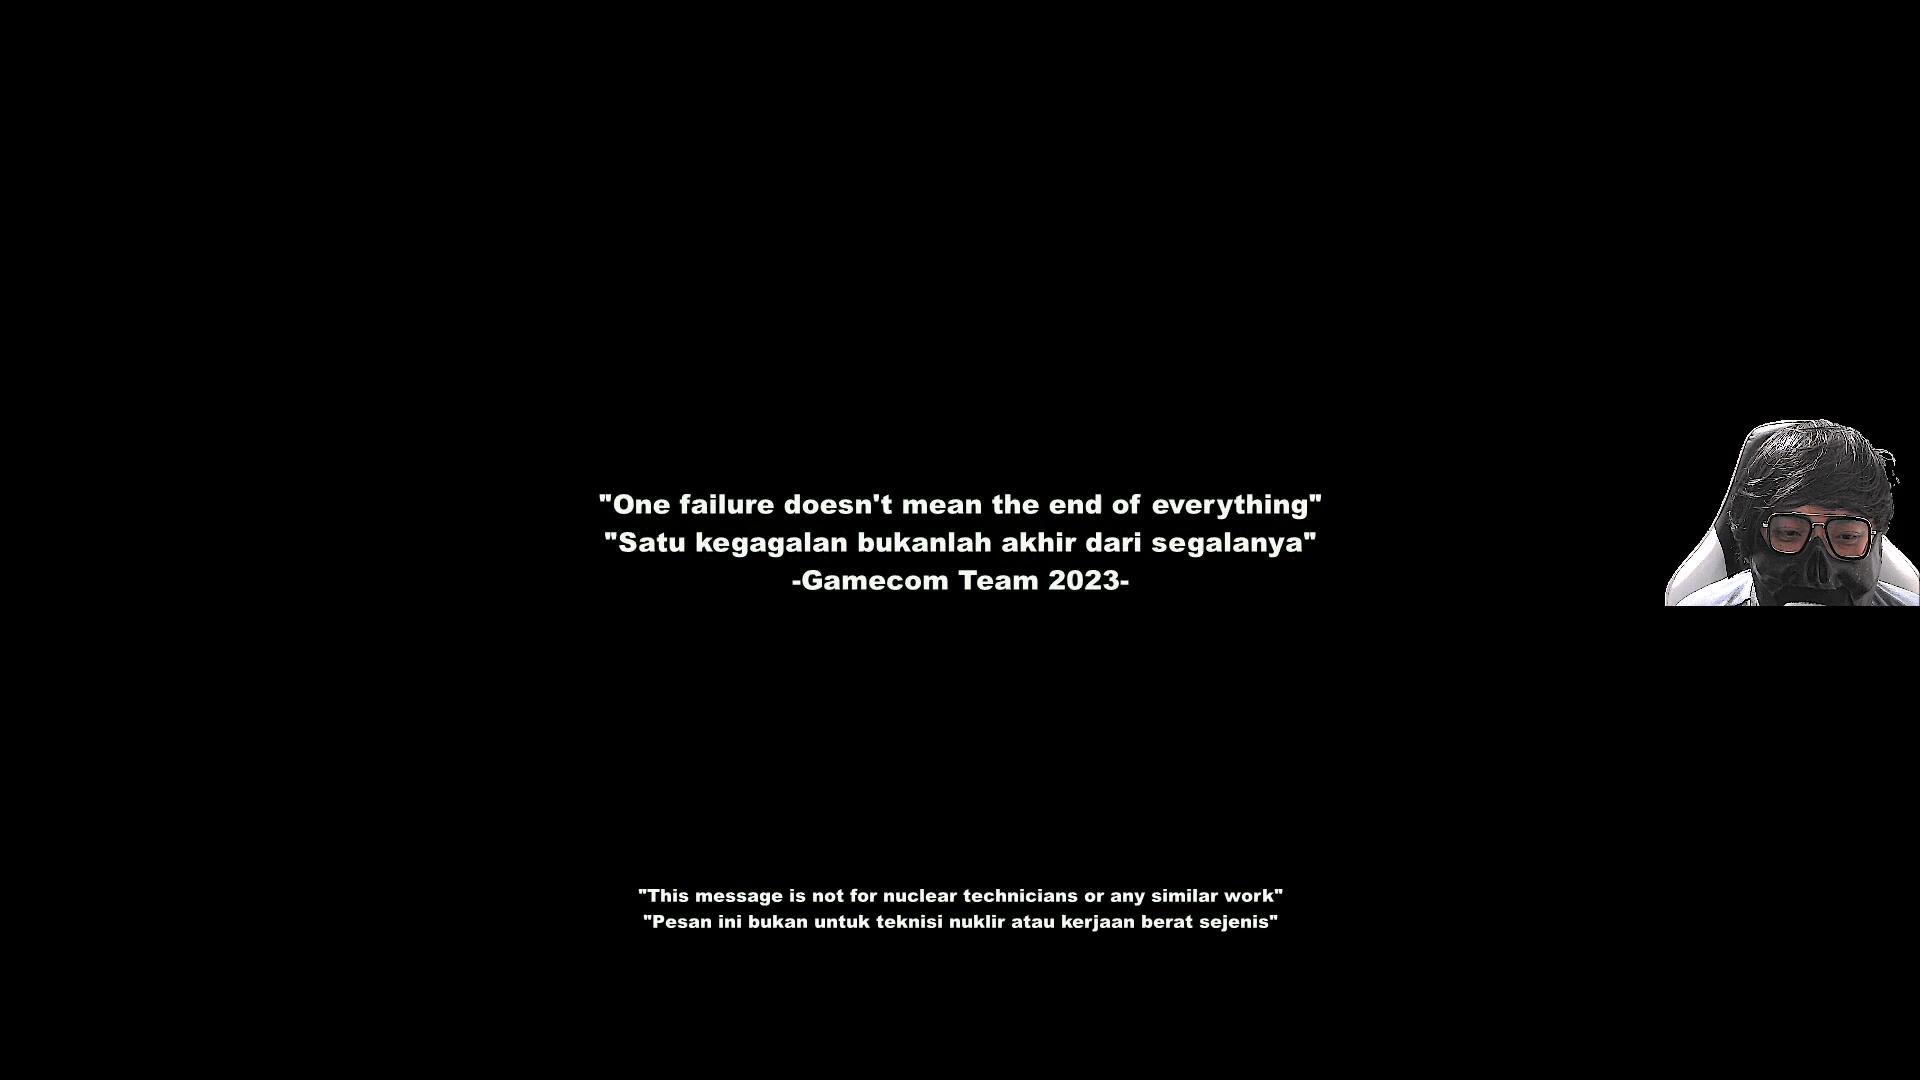 "One failure doesn't mean the end of everything"
"Satu kegagalan bukanlah akhir dari segalanya"
-Gamecom Team 2023-
"This message is not for nuclear technicians or any similar work"
"Pesan ini bukan untuk teknisi nuklir atau kerjaan berat sejenis"